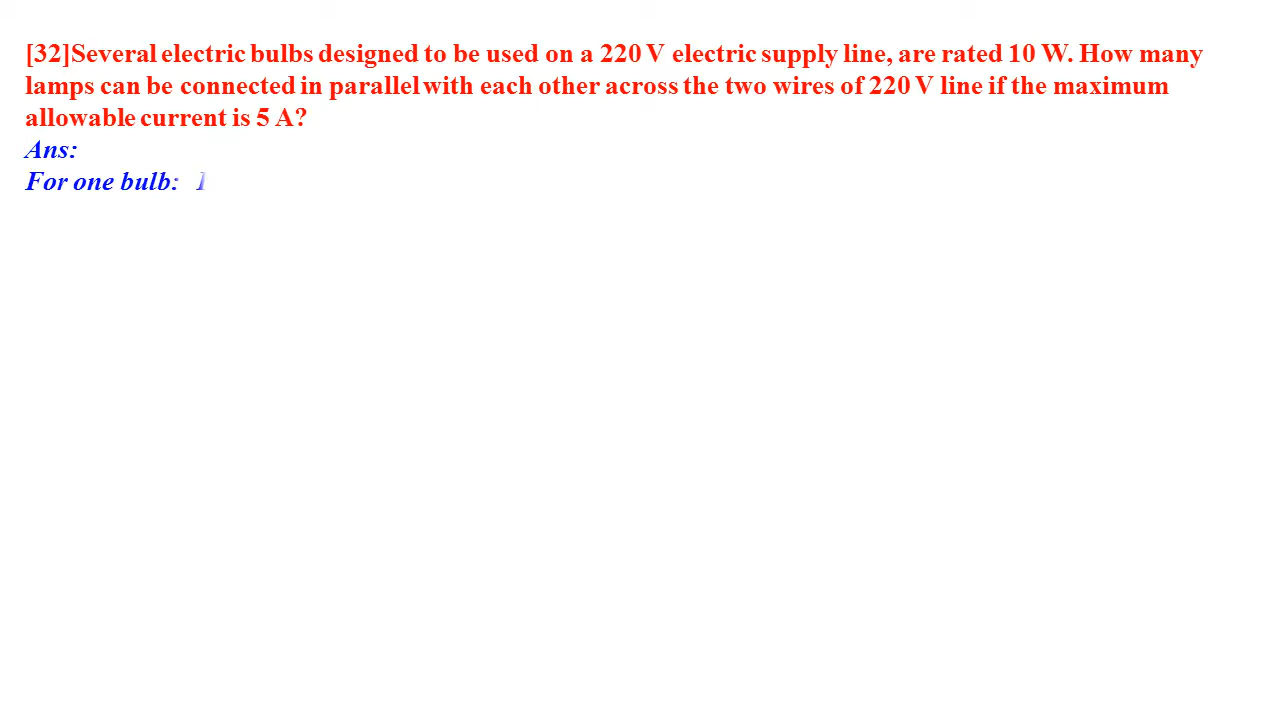 [32]Several electric bulbs designed to be used on a 220 V electric supply line, are rated 10 W. How many
lamps can be connected in parallel with each other across the two wires of 220 V line if the maximum
allowable current is 5 A?
Ans:
For one bulb: